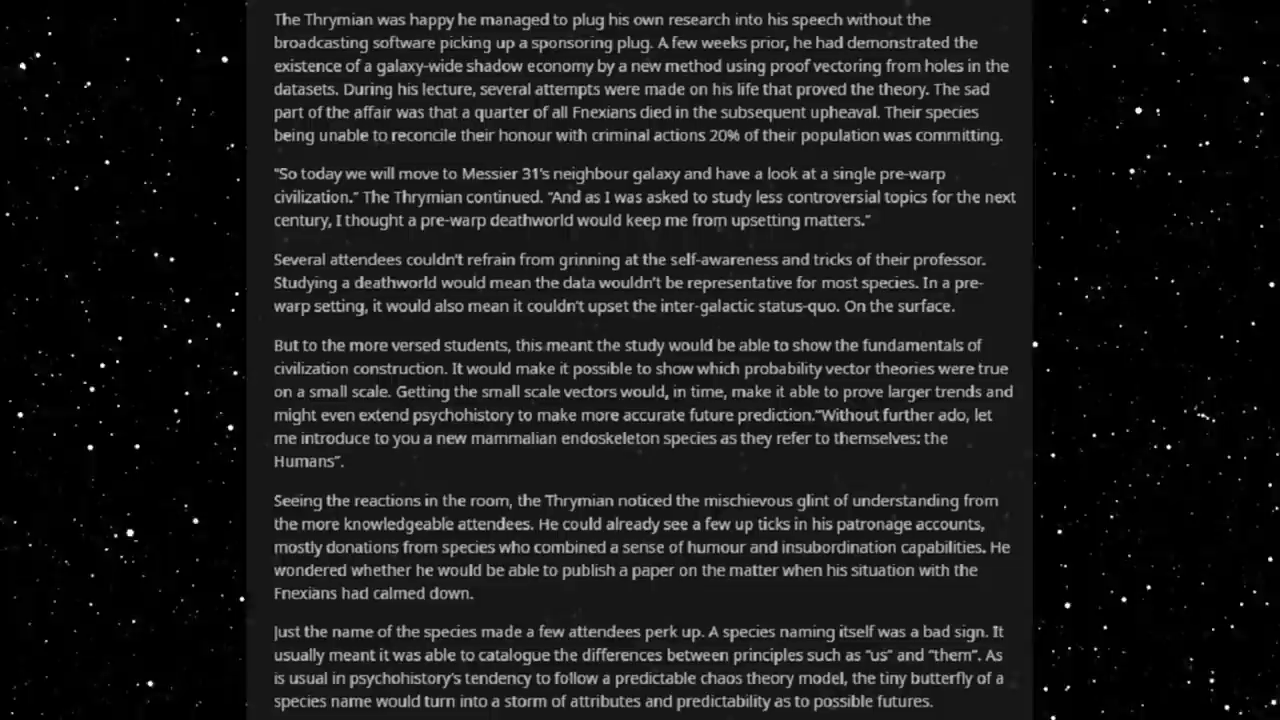 The Thrymian was happy he managed to plug his own research into his speech without the
broadcasting software picking up a sponsoring plug. A few weeks prior, he had demonstrated the
existence of a galaxy-wide shadow economy by a new method using proof vectoring from holes in the
datasets. During his lecture, several attempts were made on his life that proved the theory. The sad
part of the affair was that a quarter of all Fnexians died in the subsequent upheaval. Their species
being unable to reconcile their honour with criminal actions 20% of their population was committing.
"So today we will move to Messier 31's neighbour galaxy and have a look at a single pre-warp
civilization." The Thrymian continued. "And as I was asked to study less controversial topics for the next
century, I thought a pre-warp deathworld would keep me from upsetting matters."
Several attendees couldn't refrain from grinning at the self-awareness and tricks of their professor.
Studying a deathworld would mean the data wouldn't be representative for most species. In a pre-
warp setting, it would also mean it couldn't upset the inter-galactic status-quo. On the surface.
But to the more versed students, this meant the study would be able to show the fundamentals of
civilization construction. It would make it possible to show which probability vector theories were true
on a small scale. Getting the small scale vectors would, in time, make it able to prove larger trends and
might even extend psychohistory to make more accurate future prediction."Without further ado, let
me introduce to you a new mammalian endoskeleton species as they refer to themselves: the
Humans".
Seeing the reactions in the room, the Thrymian noticed the mischievous glint of understanding from
the more knowledgeable attendees. He could already see a few up ticks in his patronage accounts,
mostly donations from species who combined a sense of humour and insubordination capabilities. He
wondered whether he would be able to publish a paper on the matter when his situation with the
Fnexians had calmed down.
Just the name of the species made a few attendees perk up. A species naming itself was a bad sign. It
usually meant it was able to catalogue the differences between principles such as "us" and "them". As
is usual in psychohistory's tendency to follow a predictable chaos theory model, the tiny butterfly of a
species name would turn into a storm of attributes and predictability as to possible futures.